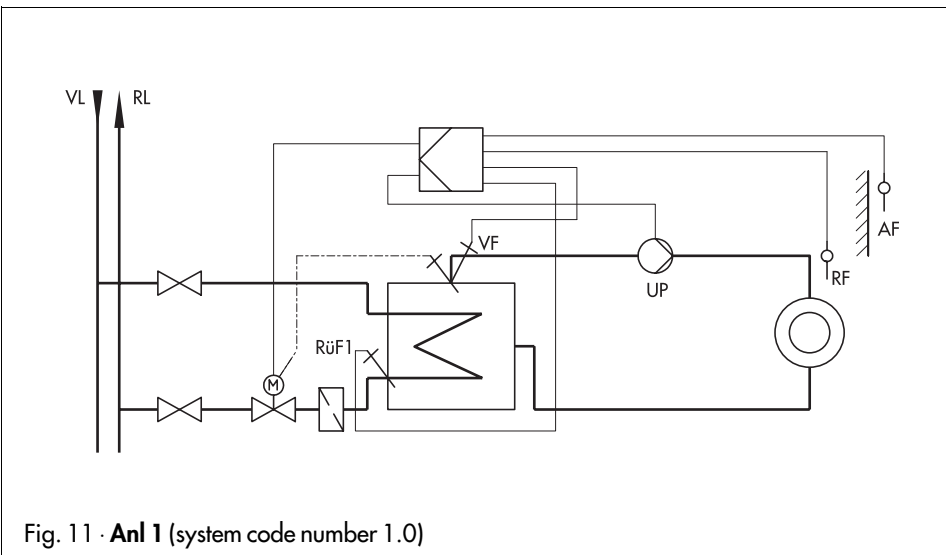 VL RL
AF
VF
RF
UP
RüF1
M
Fig. 11 · Anl 1 (system code number 1.0)